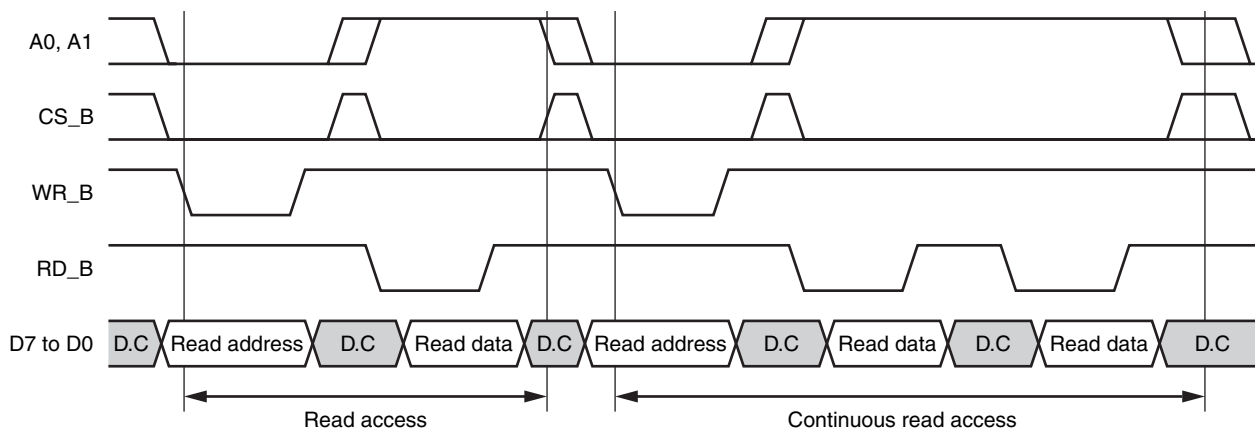 A0, A1
CS_B
WR_B
RD_B
D7 to D0 D.C Read address D.C Read data D.C Read address D.C Read data D.C Read data D.C
Read access Continuous read access